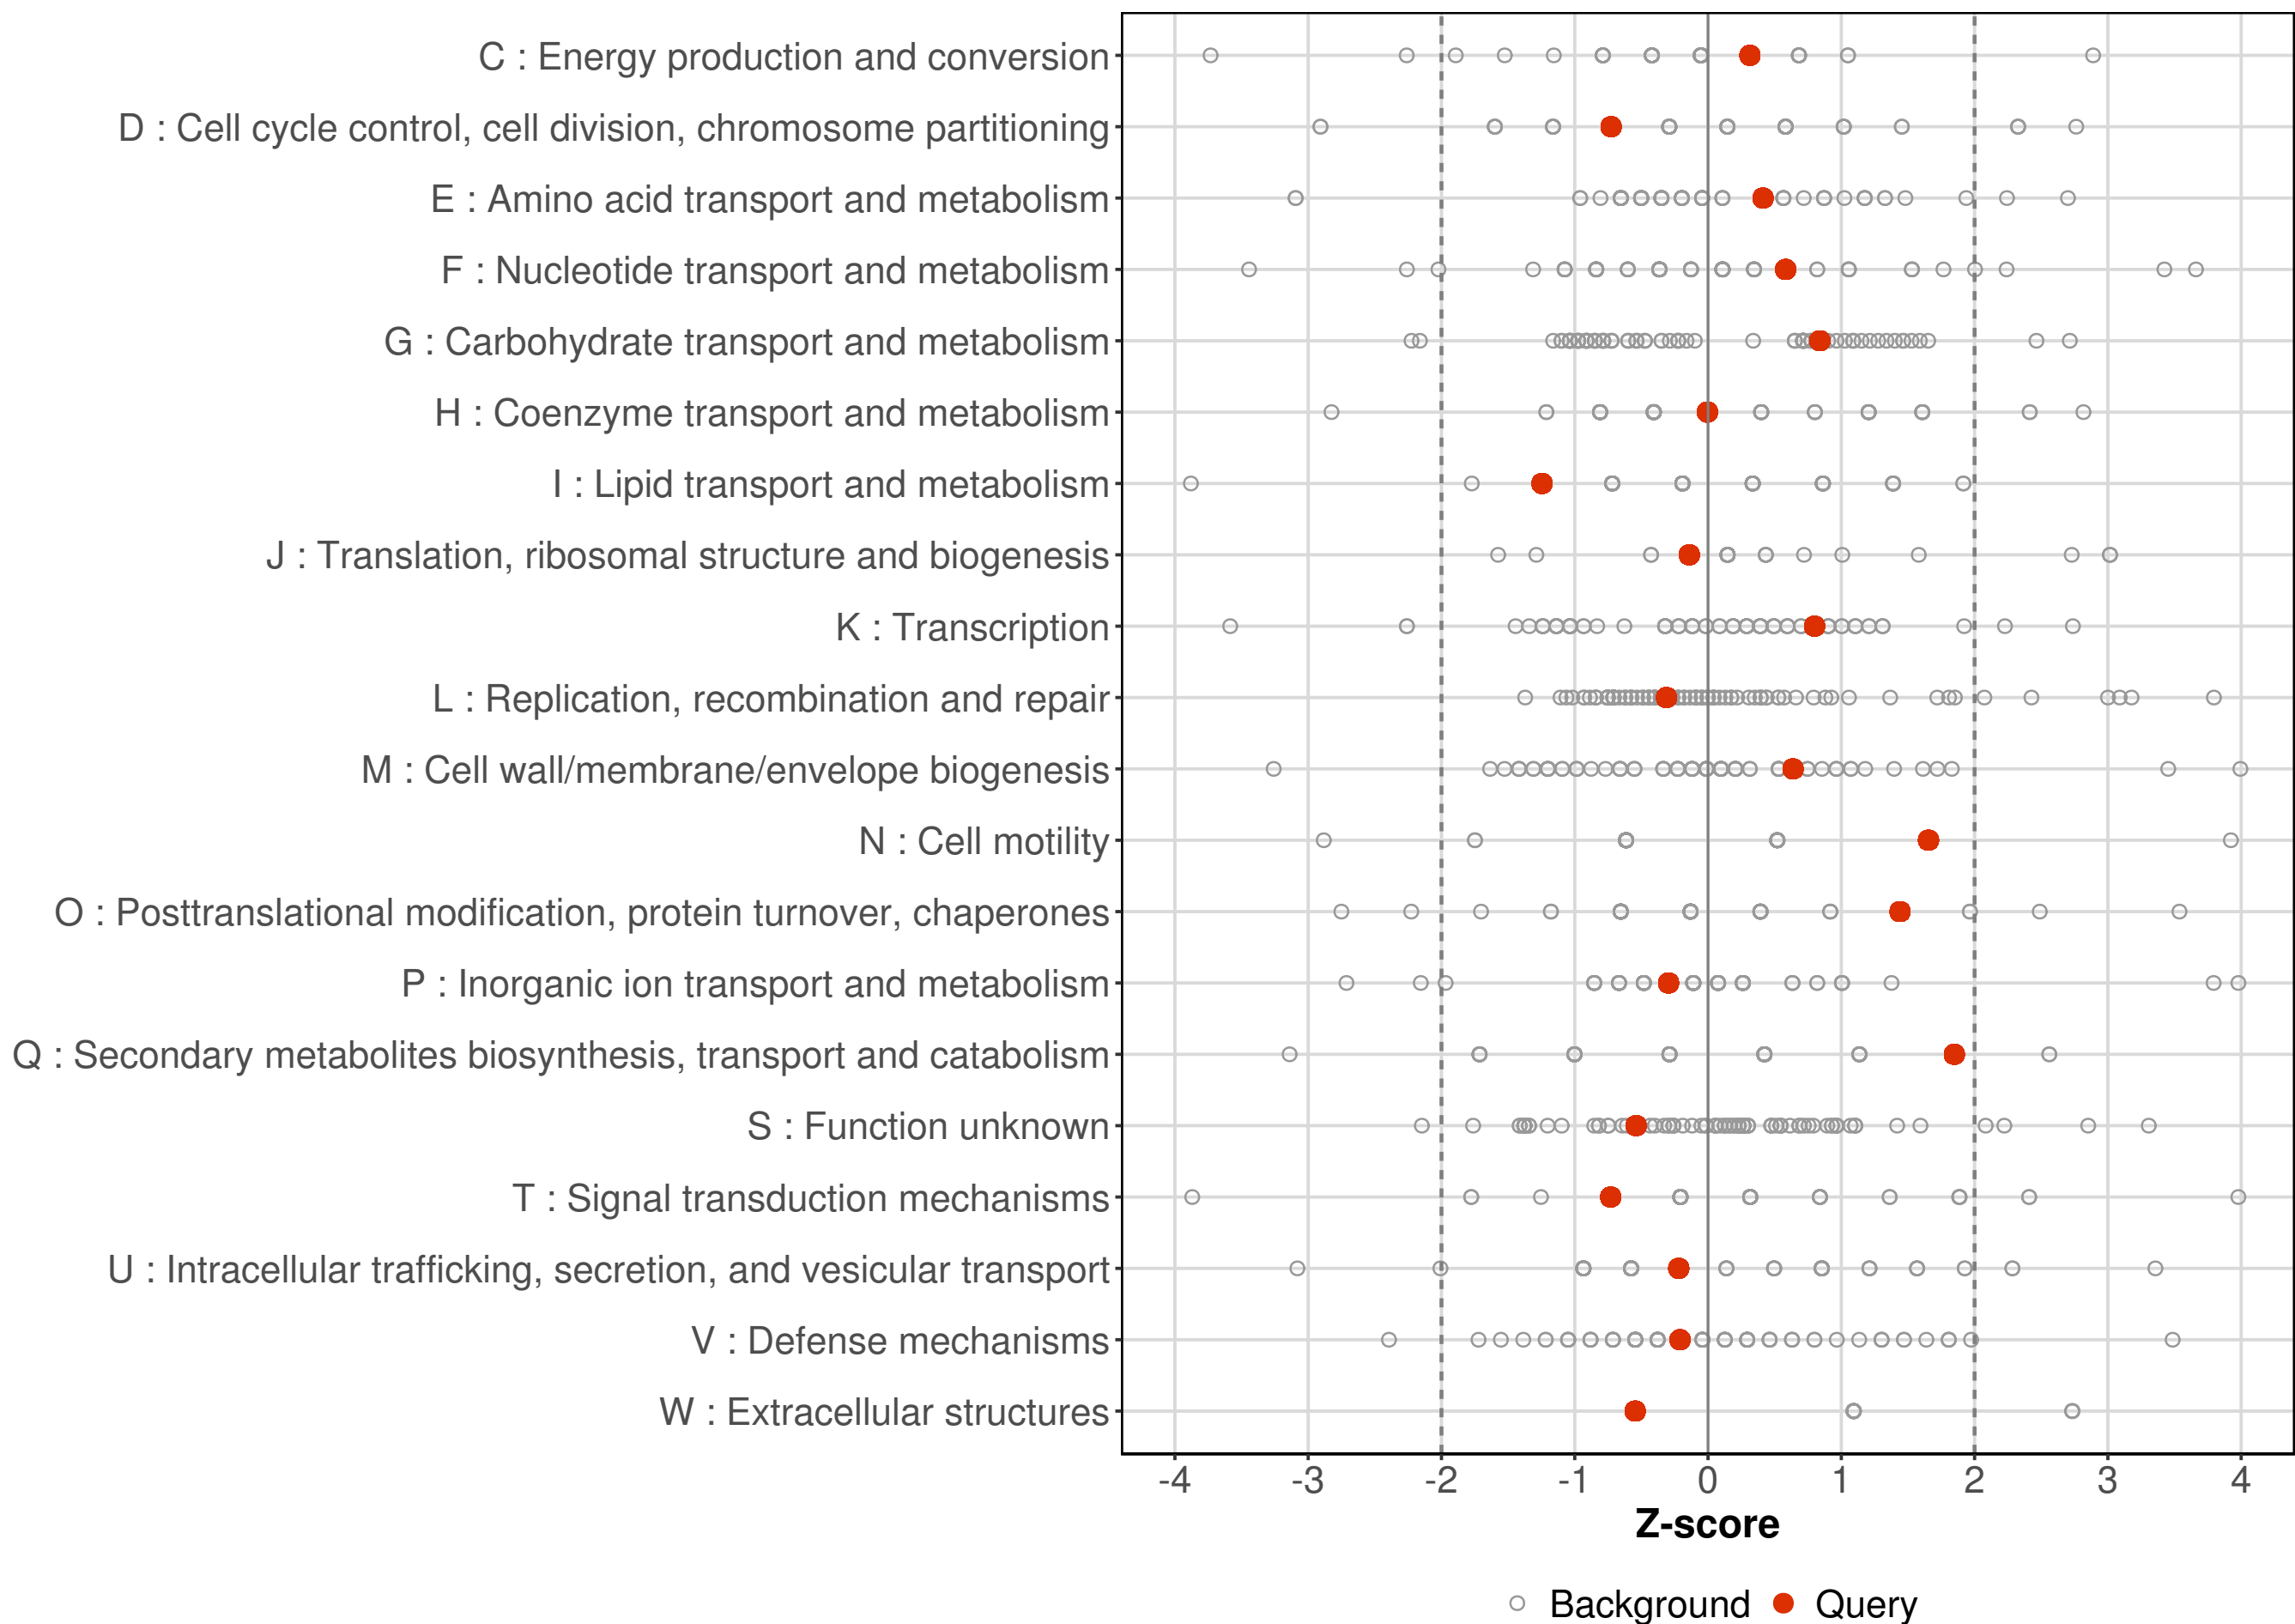 C : Energy production and conversion
D : Cell cycle control, cell division, chromosome partitioning
E : Amino acid transport and metabolism
F : Nucleotide transport and metabolism
G : Carbohydrate transport and metabolism
H : Coenzyme transport and metabolism
I : Lipid transport and metabolism
J : Translation, ribosomal structure and biogenesis
K : Transcription
L : Replication, recombination and repair
M : Cell wall/membrane/envelope biogenesis
N : Cell motility
O : Posttranslational modification, protein turnover, chaperones
P : Inorganic ion transport and metabolism
Q : Secondary metabolites biosynthesis, transport and catabolism
S : Function unknown
T : Signal transduction mechanisms
U : Intracellular trafficking, secretion, and vesicular transport
V : Defense mechanisms
W : Extracellular structures
-4 -3 -2 -1 0 1 2 3 4
Z-score
Background Query